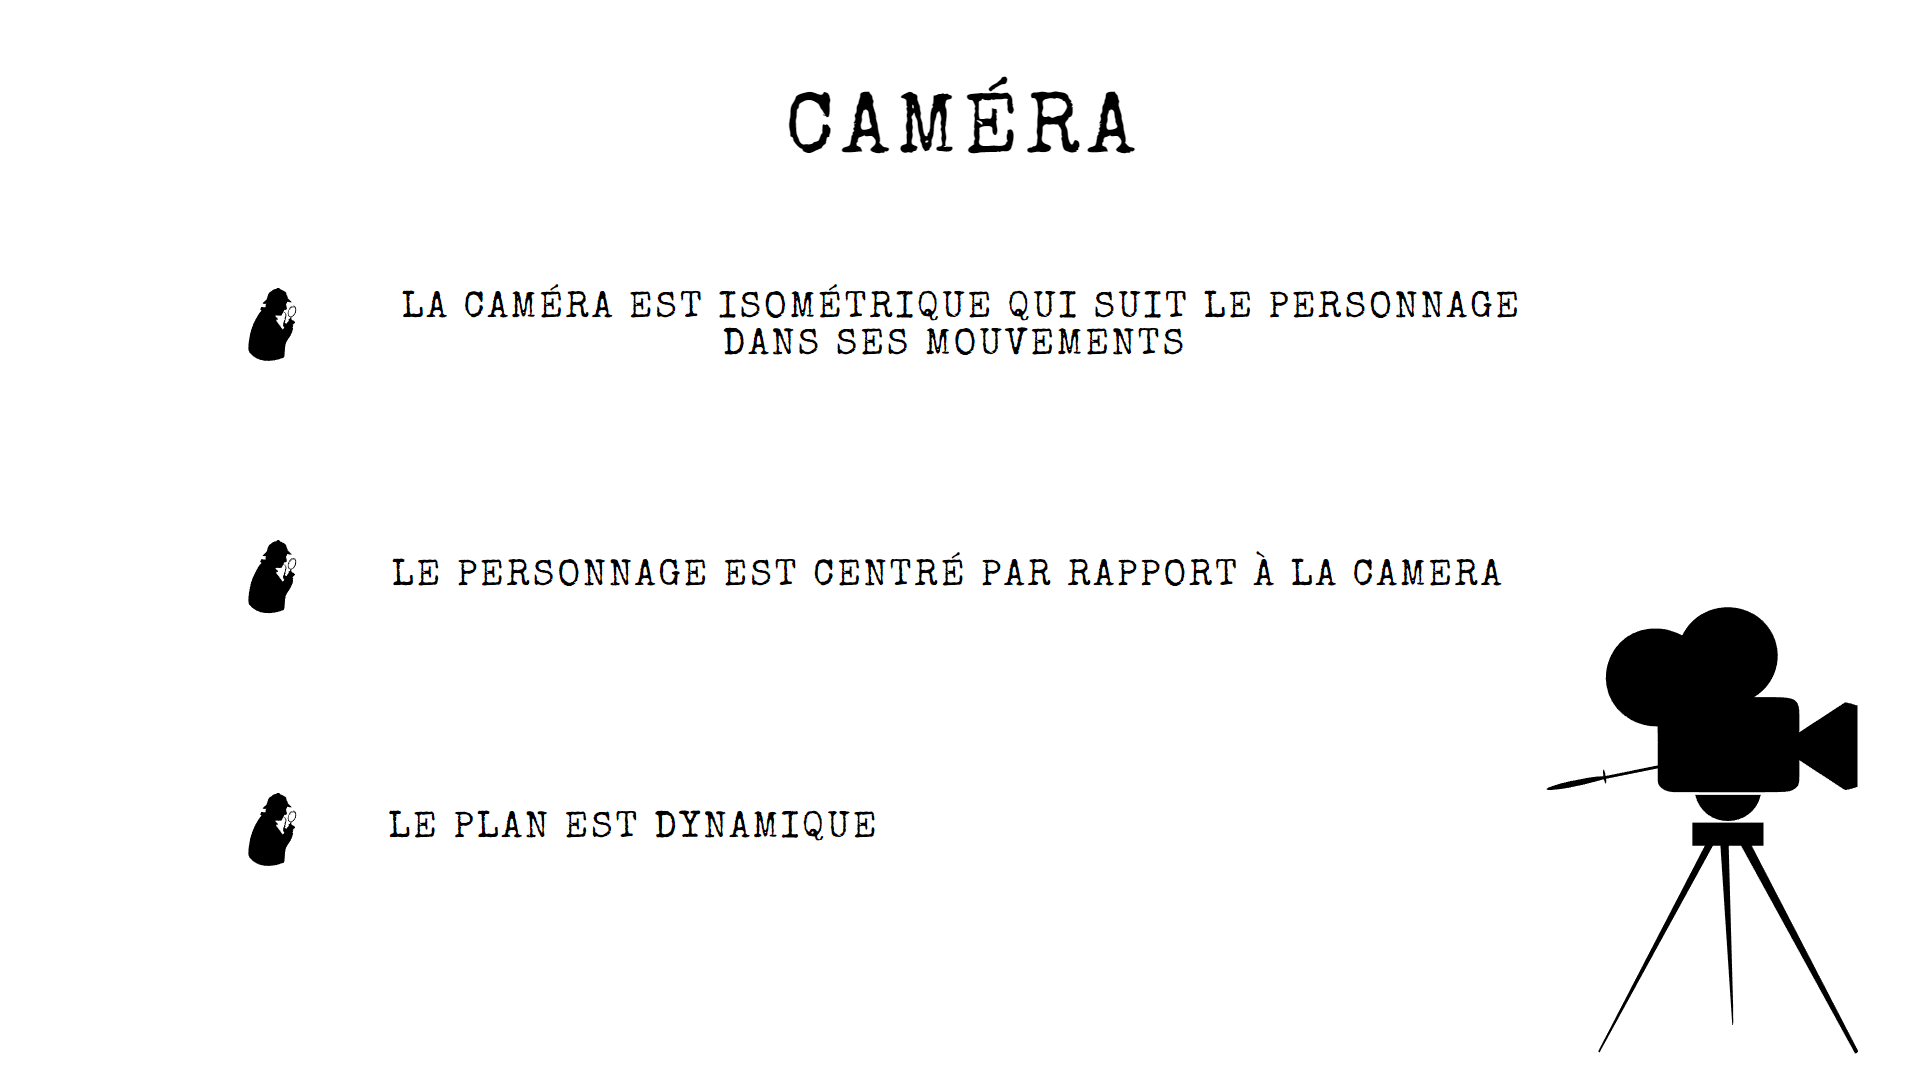 CAMÉRA
LA CAMÉRA EST ISOMÉTRIQUE QUI SUIT LE PERSONNAGE
DANS SES MOUVEMENTS
LE PERSONNAGE EST CENTRÉ PAR RAPPORT À LA CAMERA
LE PLAN EST DYNAMIQUE